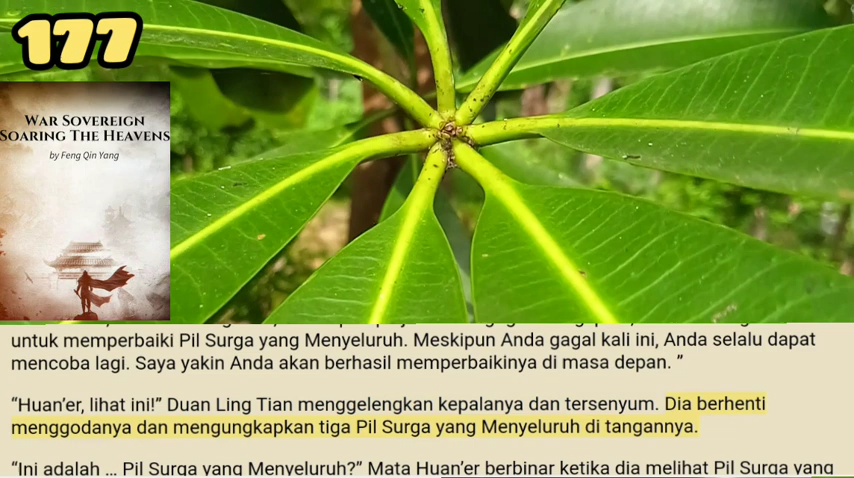 177
WAR SOVEREIGN
SOARING THE HEAVENS
by Feng Qin Yang
untuk memperbaiki Pil Surga yang Menyeluruh. Meskipun Anda gagal kali ini, Anda selalu dapat
mencoba lagi. Saya yakin Anda akan berhasil memperbaikinya di masa depan. ”
“Huan’er, lihat ini!” Duan Ling Tian menggelengkan kepalanya dan tersenyum. Dia berhenti
menggodanya dan mengungkapkan tiga Pil Surga yang Menyeluruh di tangannya.
“Ini adalah … Pil Surga yang Menyeluruh?” Mata Huan’er berbinar ketika dia melihat Pil Surga yang